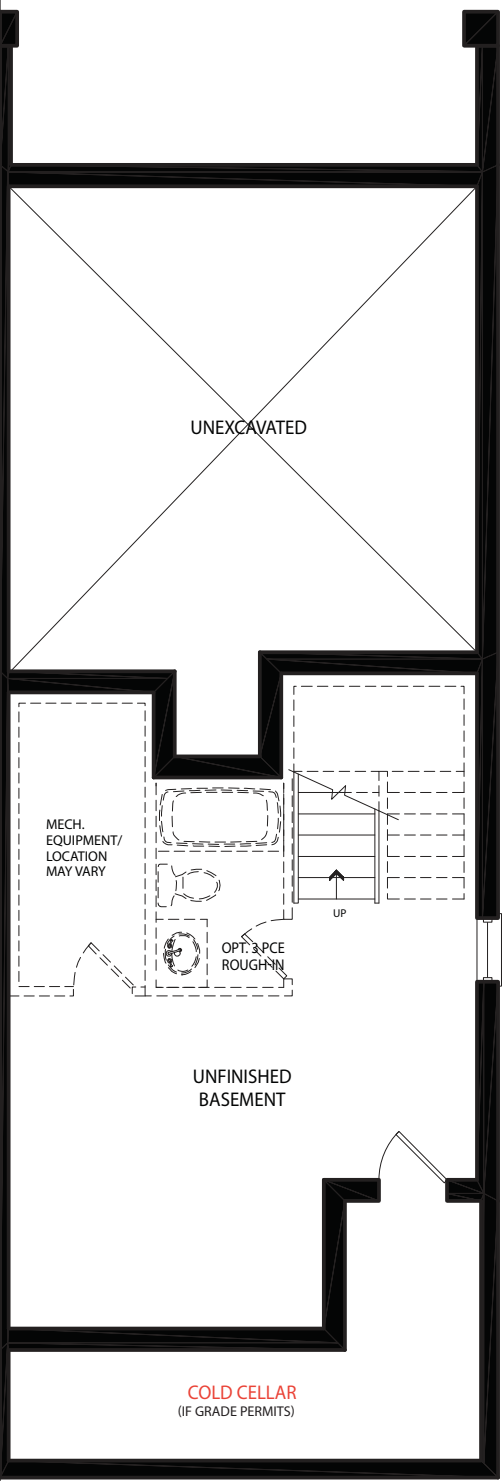 UNEXCAVATED
MECH.
EQUIPMENT/
LOCATION
MAY VARY
UP
OPT. 3 PCE
ROUGH-IN
UNFINISHED
BASEMENT
COLD CELLAR
(IF GRADE PERMITS)